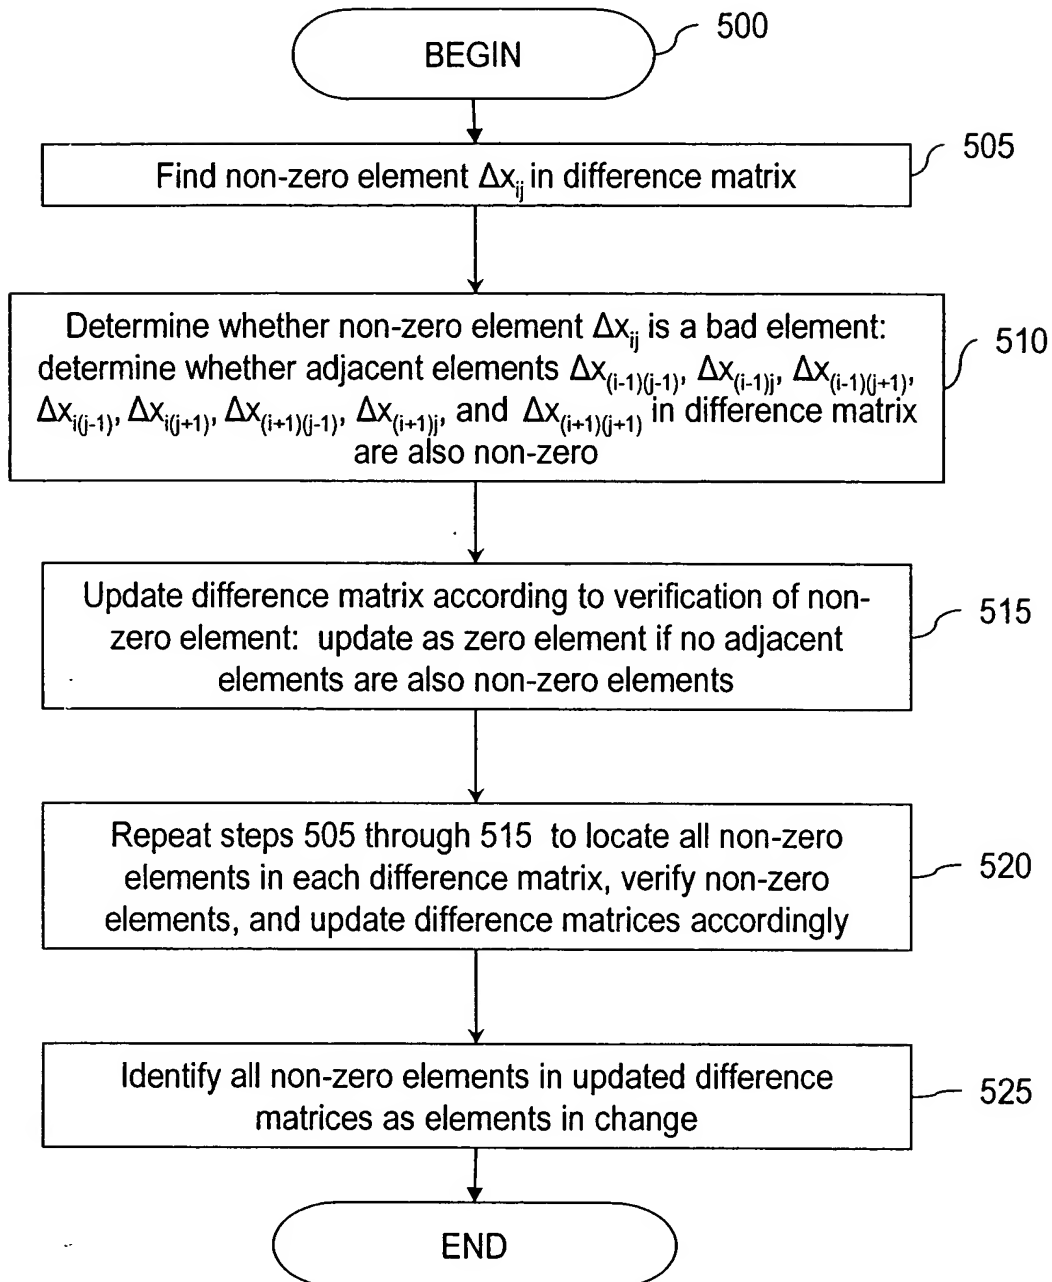 BEGIN
500
Find non-zero element Δx_ij in difference matrix
505
Determine whether non-zero element Δx_ij is a bad element:
determine whether adjacent elements Δx_(i-1)(j-1), Δx_(i-1)j, Δx_(i-1)(j+1),
Δx_i(j-1), Δx_i(j+1), Δx_(i+1)(j-1), Δx_(i+1)j, and Δx_(i+1)(j+1) in difference matrix
are also non-zero
510
Update difference matrix according to verification of non-
zero element: update as zero element if no adjacent
elements are also non-zero elements
515
Repeat steps 505 through 515 to locate all non-zero
elements in each difference matrix, verify non-zero
elements, and update difference matrices accordingly
520
Identify all non-zero elements in updated difference
matrices as elements in change
525
END